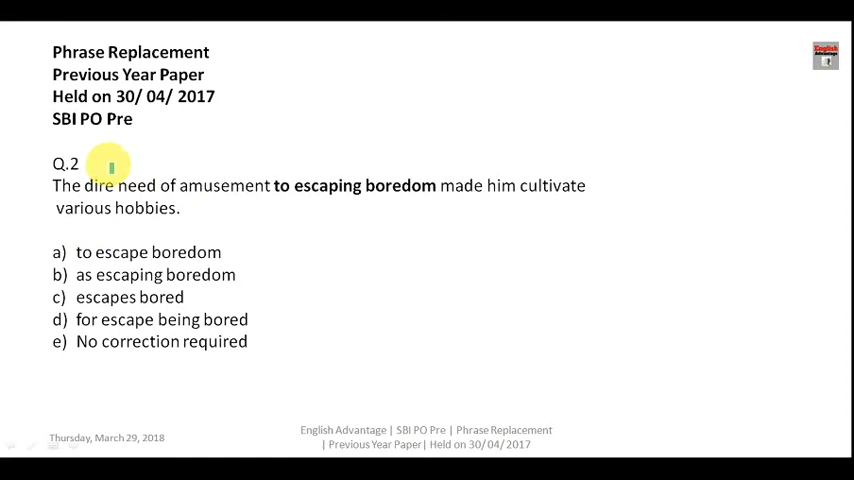 Phrase Replacement
Previous Year Paper
Held on 30/ 04/ 2017
SBI PO Pre
English
Advantage
Q.2
The dire need of amusement to escaping boredom made him cultivate
various hobbies.
a) to escape boredom
b) as escaping boredom
c) escapes bored
d) for escape being bored
e) No correction required
Thursday, March 29, 2018
English Advantage| SBI PO Pre | Phrase Replacement
| Previous Year Paper| Held on 30/ 04/ 2017